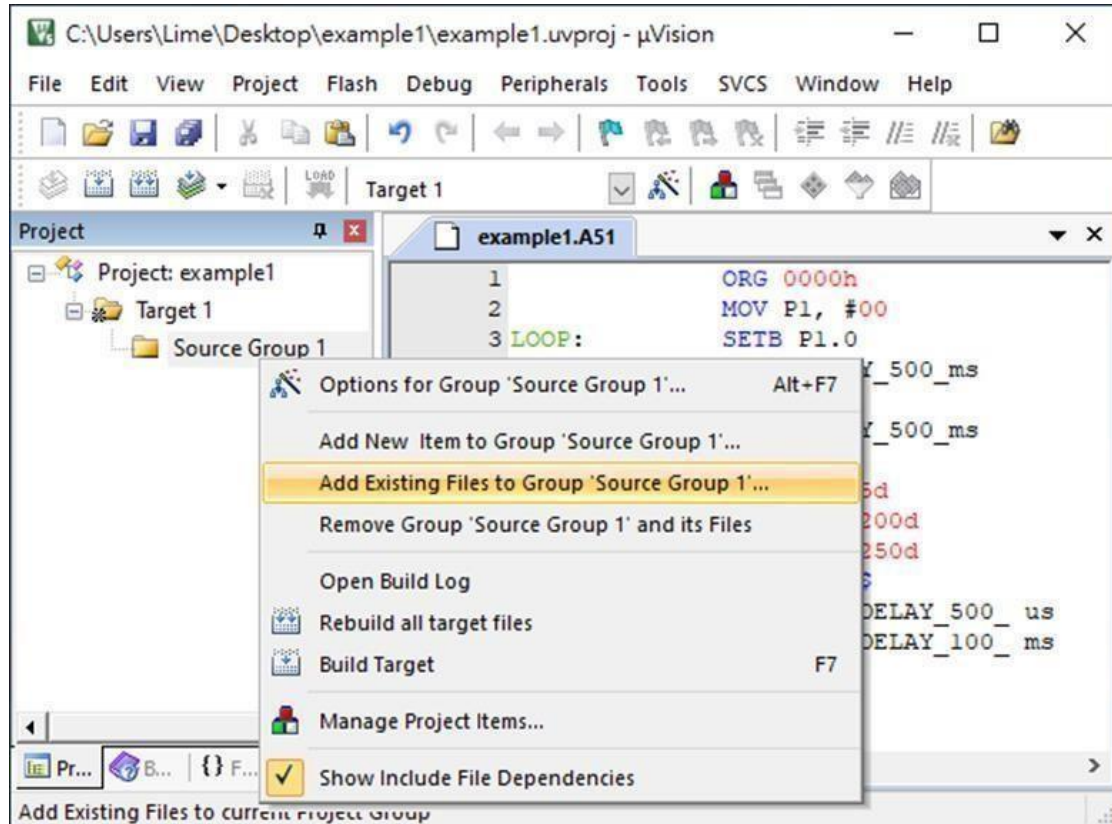 C:\Users\Lime\Desktop\example1\example1.uvproj - µVision
File Edit View Project Flash Debug Peripherals Tools SVCS Window Help
LOAD
Target 1
Project
example1.A51
Project: example1
Target 1
Source Group 1
1 ORG 0000h
2 MOV P1, #00
3 LOOP: SETB P1.0
_500_ms
_500_ms
5d
200d
250d
DELAY_500_ us
DELAY_100_ ms
Options for Group 'Source Group 1'... Alt+F7
Add New Item to Group 'Source Group 1'...
Add Existing Files to Group 'Source Group 1'...
Remove Group 'Source Group 1' and its Files
Open Build Log
Rebuild all target files
Build Target F7
Manage Project Items...
Show Include File Dependencies
Pr... B... {} F...
Add Existing Files to current Project Group